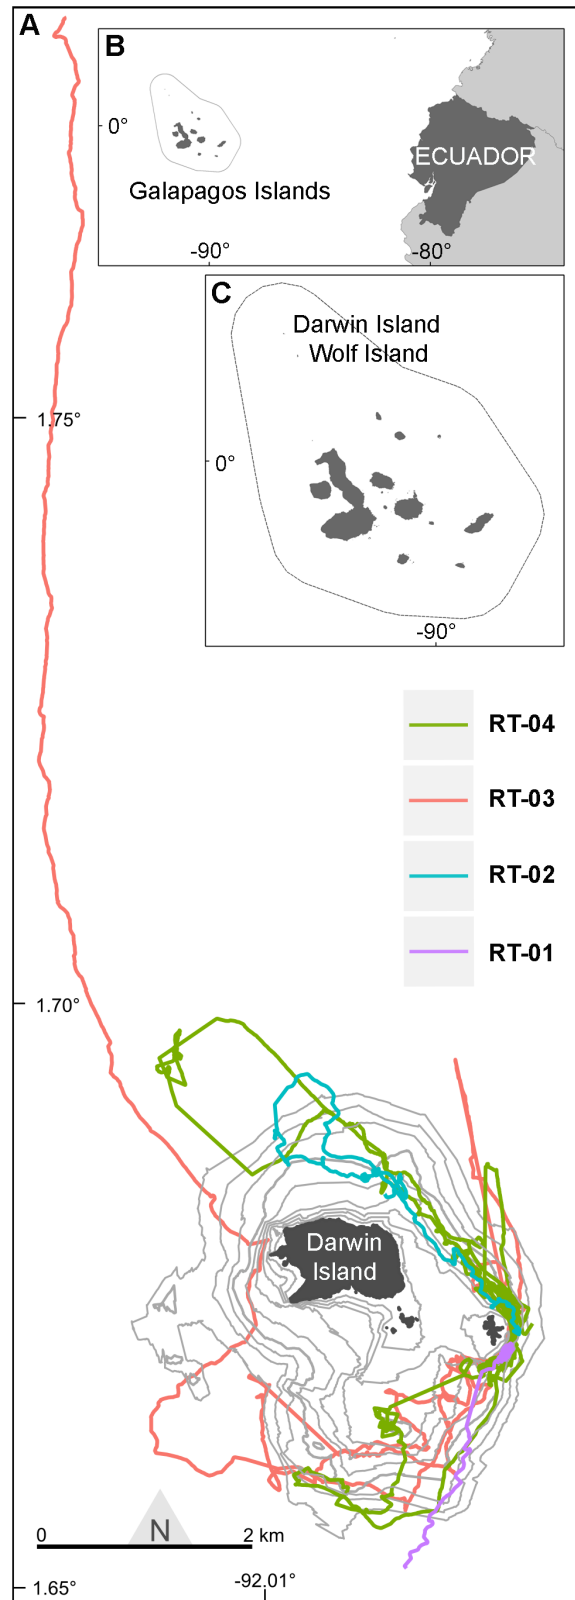 A
B
0°
ECUADOR
Galapagos Islands
-90°
-80°
C
Darwin Island
Wolf Island
0°
-90°
1.75°
RT-04
RT-03
RT-02
RT-01
1.70°
Darwin
Island
N
0
2 km
1.65°
-92.01°